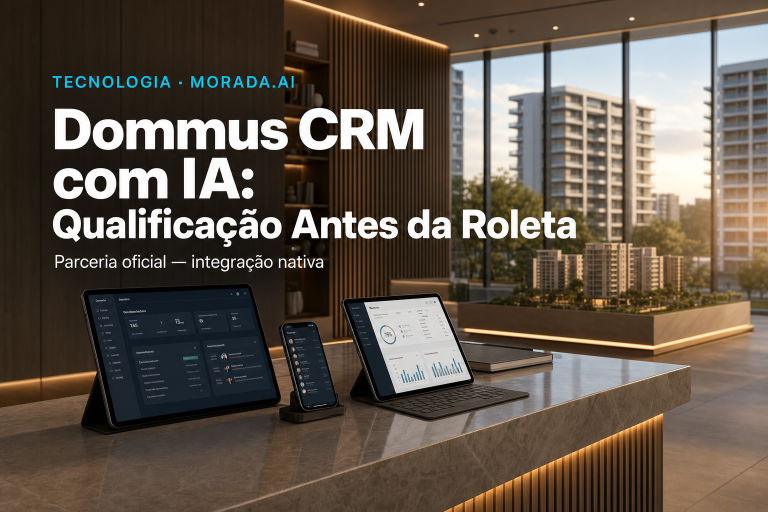 TECNOLOGIA · MORADA.AI
Dommus CRM
com IA:
Qualificação Antes da Roleta
Parceria oficial — integração nativa